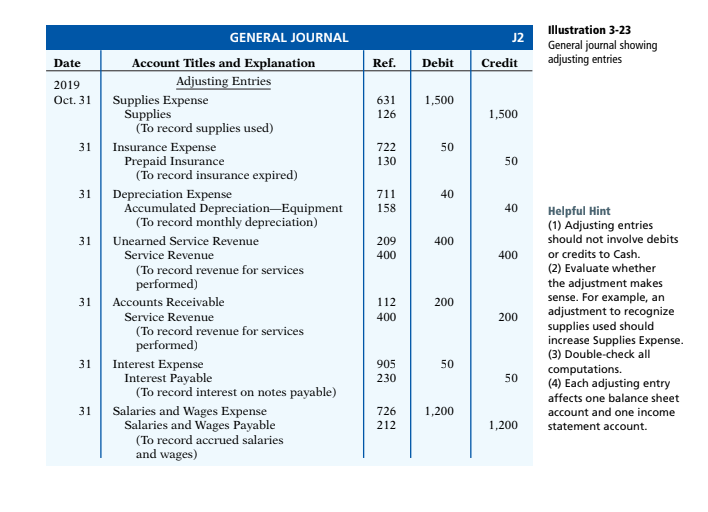 GENERAL JOURNAL J2
Date Account Titles and Explanation Ref. Debit Credit
2019 Adjusting Entries
Oct. 31 Supplies Expense 631 1,500
Supplies 126 1,500
(To record supplies used)
31 Insurance Expense 722 50
Prepaid Insurance 130 50
(To record insurance expired)
31 Depreciation Expense 711 40
Accumulated Depreciation—Equipment 158 40
(To record monthly depreciation)
31 Unearned Service Revenue 209 400
Service Revenue 400 400
(To record revenue for services
performed)
31 Accounts Receivable 112 200
Service Revenue 400 200
(To record revenue for services
performed)
31 Interest Expense 905 50
Interest Payable 230 50
(To record interest on notes payable)
31 Salaries and Wages Expense 726 1,200
Salaries and Wages Payable 212 1,200
(To record accrued salaries
and wages)
Illustration 3-23
General journal showing
adjusting entries
Helpful Hint
(1) Adjusting entries
should not involve debits
or credits to Cash.
(2) Evaluate whether
the adjustment makes
sense. For example, an
adjustment to recognize
supplies used should
increase Supplies Expense.
(3) Double-check all
computations.
(4) Each adjusting entry
affects one balance sheet
account and one income
statement account.